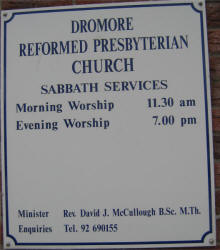 DROMORE
REFORMED PRESBYTERIAN
CHURCH
SABBATH SERVICES
Morning Worship 11.30 am
Evening Worship 7.00 pm
Minister Rev. David J. McCullough B.Sc. M.Th.
Enquiries Tel. 92 690155